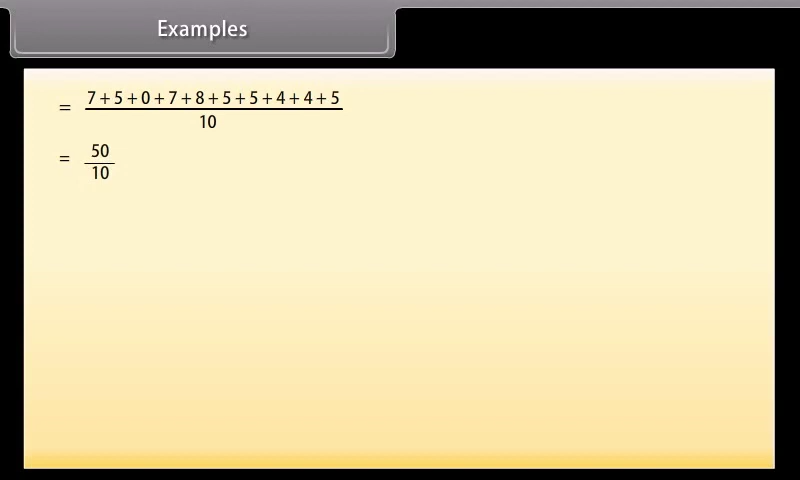 Examples
= 7 + 5 + 0 + 7 + 8 + 5 + 5 + 4 + 4 + 5
10
= 50
10